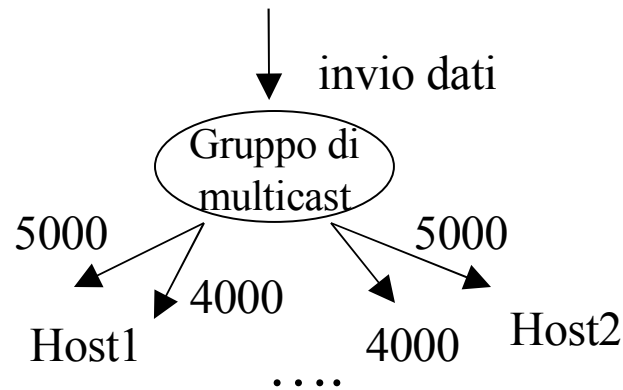 invio dati
Gruppo di
multicast
5000
5000
4000
Host1
4000
Host2
....